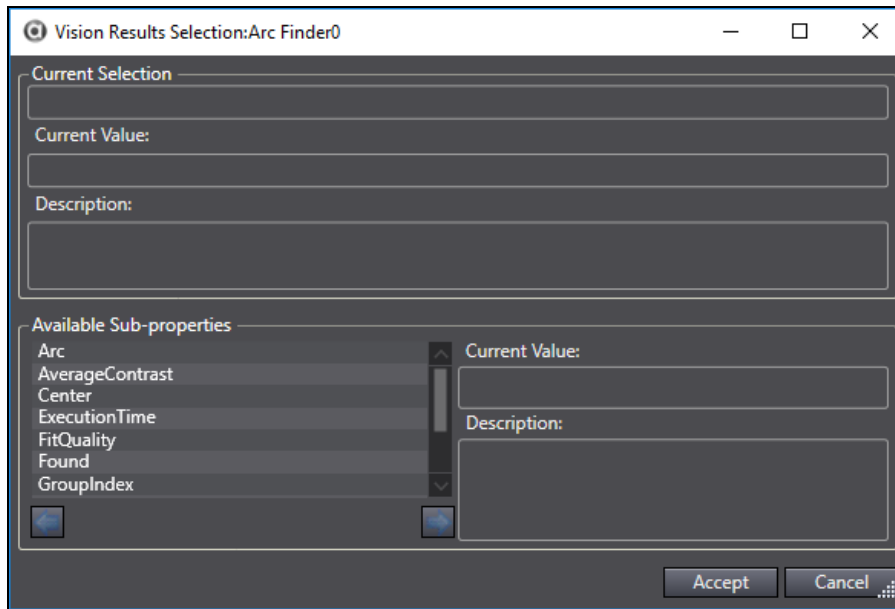 Vision Results Selection:Arc Finder0
Current Selection
Current Value:
Description:
Available Sub-properties
Arc
AverageContrast
Center
ExecutionTime
FitQuality
Found
GroupIndex
Current Value:
Description:
Accept
Cancel